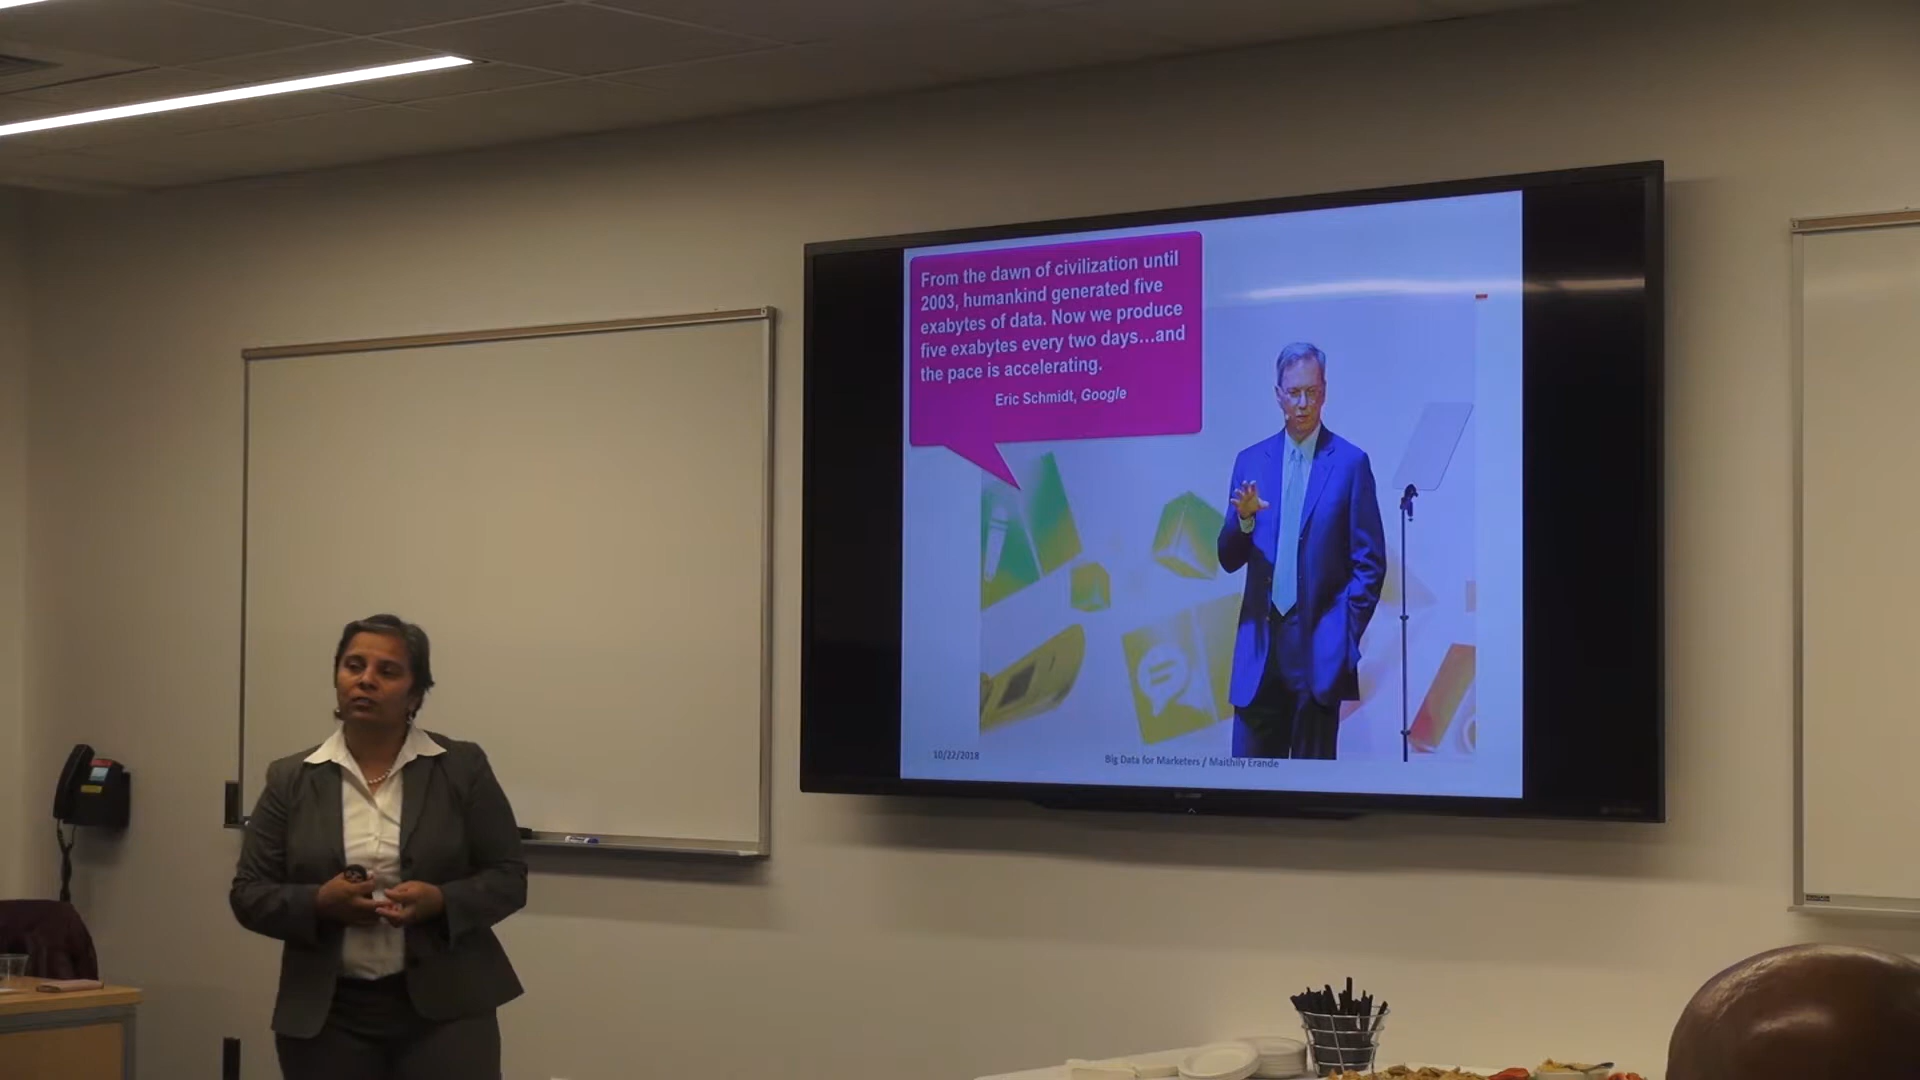 From the dawn of civilization until
2003, humankind generated five
exabytes of data. Now we produce
five exabytes every two days...and
the pace is accelerating.
Eric Schmidt, Google
10/22/2018
Big Data for Marketers / Maithily Erande